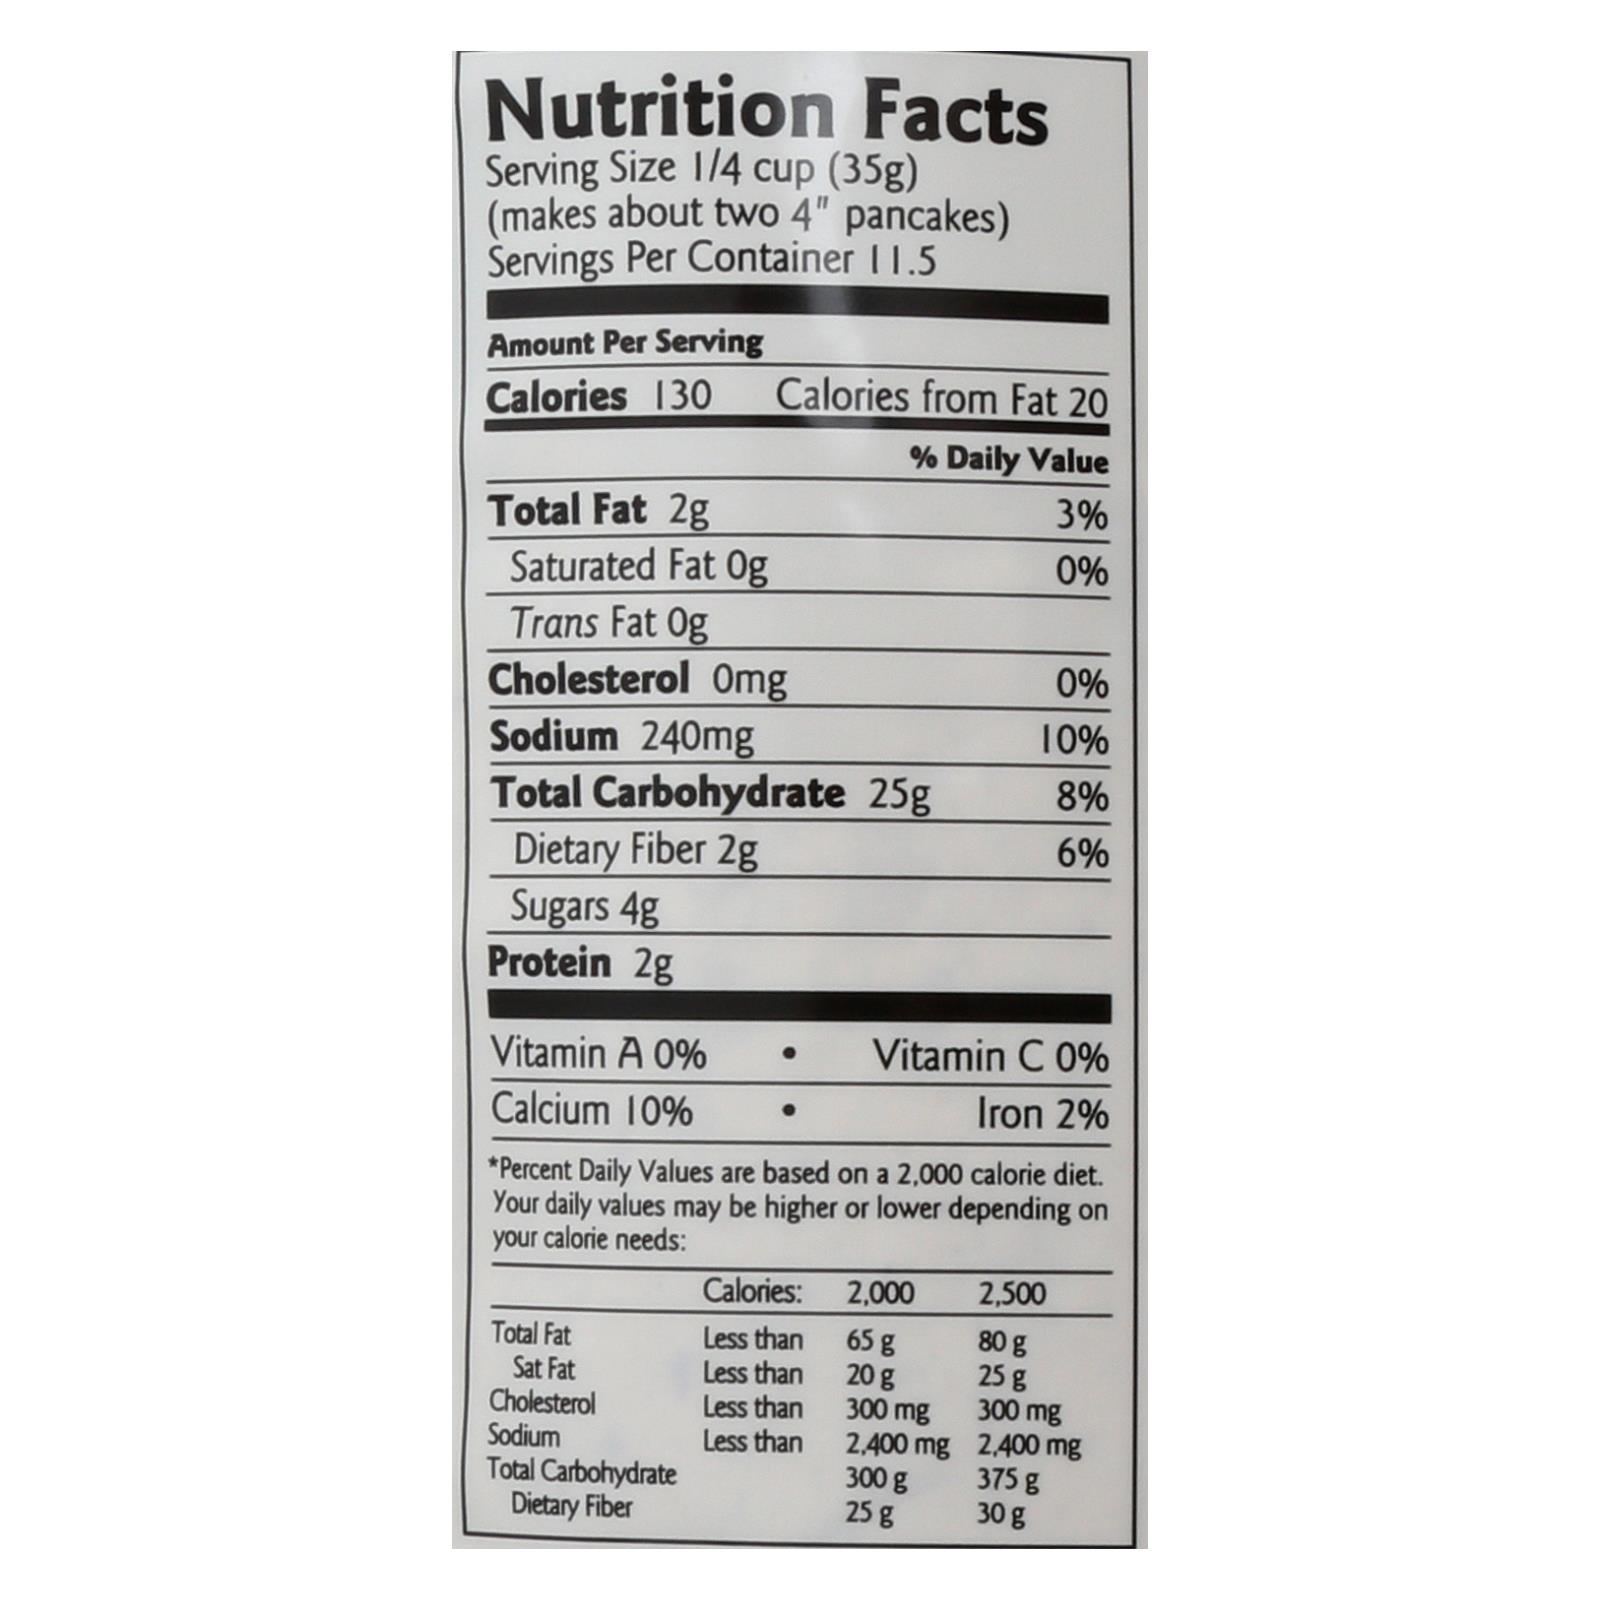 Nutrition Facts
Serving Size 1/4 cup (35g)
(makes about two 4" pancakes)
Servings Per Container 11.5
Amount Per Serving
Calories 130 Calories from Fat 20
% Daily Value
Total Fat 2g 3%
Saturated Fat 0g 0%
Trans Fat 0g
Cholesterol 0mg 0%
Sodium 240mg 10%
Total Carbohydrate 25g 8%
Dietary Fiber 2g 6%
Sugars 4g
Protein 2g
Vitamin A 0% • Vitamin C 0%
Calcium 10% • Iron 2%
*Percent Daily Values are based on a 2,000 calorie diet.
Your daily values may be higher or lower depending on
your calorie needs:
Calories: 2,000 2,500
Total Fat Less than 65 g 80 g
Sat Fat Less than 20 g 25 g
Cholesterol Less than 300 mg 300 mg
Sodium Less than 2,400 mg 2,400 mg
Total Carbohydrate 300 g 375 g
Dietary Fiber 25 g 30 g